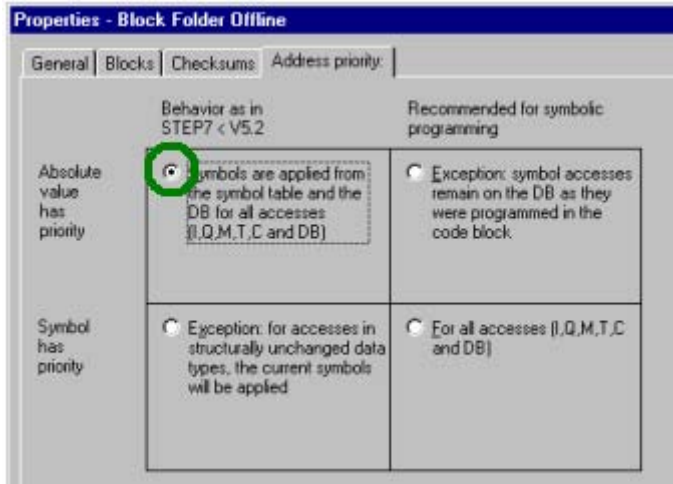 Properties - Block Folder Offline
General
Blocks
Checksums
Address priority:
Behavior as in
STEP7 < V5.2
Recommended for symbolic
programming
Absolute
value
has
priority
Symbols are applied from
the symbol table and the
DB for all accesses
(I,Q,M,T,C and DB)
Exception: symbol accesses
remain on the DB as they
were programmed in the
code block.
Symbol
has
priority
Exception: for accesses in
structurally unchanged data
types, the current symbols
will be applied
For all accesses (I,Q,M,T,C
and DB)